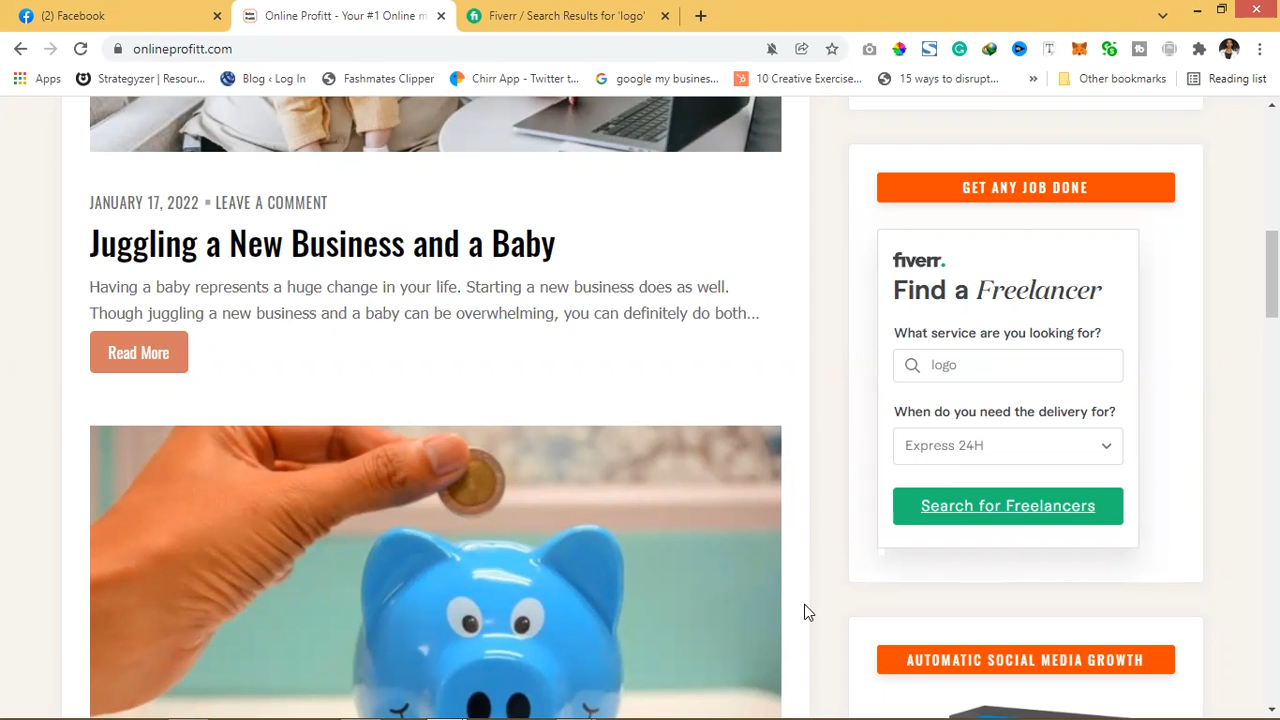 (2) Facebook
Online Profitt - Your #1 Online m
Fiverr / Search Results for 'logo'
onlineprofitt.com
Apps
Strategyzer | Resour...
Blog ‹ Log In
Fashmates Clipper
Chirr App - Twitter t...
google my business...
10 Creative Exercise...
15 ways to disrupt...
»
Other bookmarks
Reading list
JANUARY 17, 2022 ▪ LEAVE A COMMENT
Juggling a New Business and a Baby
Having a baby represents a huge change in your life. Starting a new business does as well.
Though juggling a new business and a baby can be overwhelming, you can definitely do both...
Read More
GET ANY JOB DONE
fiverr.
Find a Freelancer
What service are you looking for?
logo
When do you need the delivery for?
Express 24H
Search for Freelancers
AUTOMATIC SOCIAL MEDIA GROWTH